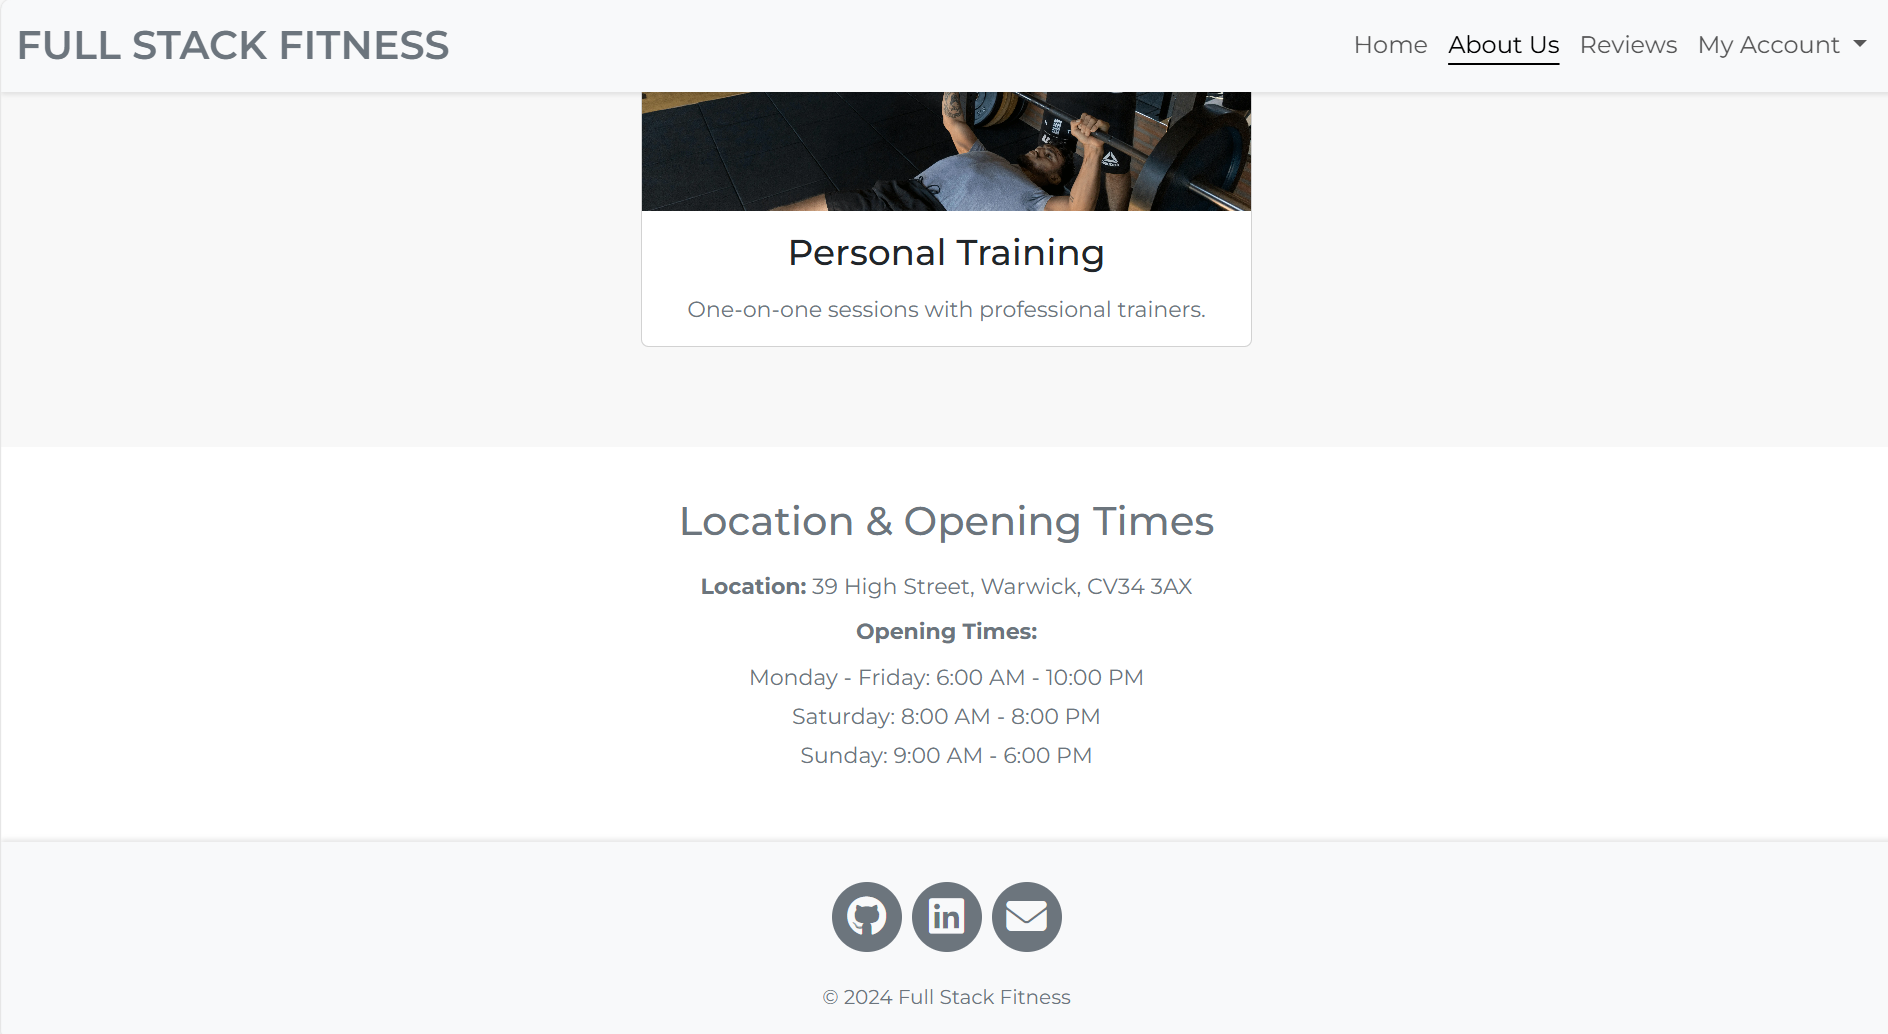 FULL STACK FITNESS
Home About Us Reviews My Account
Personal Training
One-on-one sessions with professional trainers.
Location & Opening Times
Location: 39 High Street, Warwick, CV34 3AX
Opening Times:
Monday - Friday: 6:00 AM - 10:00 PM
Saturday: 8:00 AM - 8:00 PM
Sunday: 9:00 AM - 6:00 PM
in
© 2024 Full Stack Fitness